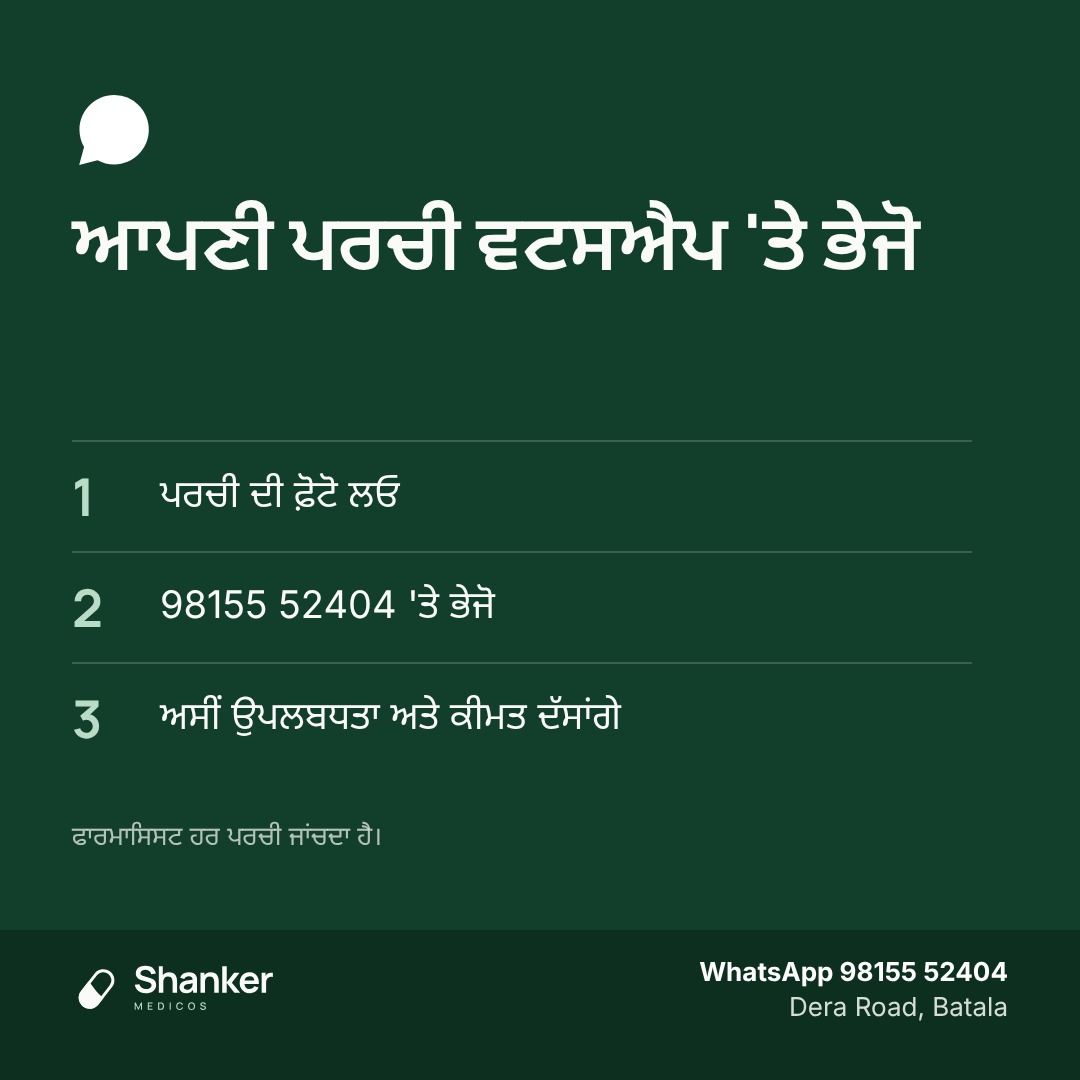 ਆਪਣੀ ਪਰਚੀ ਵਟਸਐਪ 'ਤੇ ਭੇਜੋ
1 ਪਰਚੀ ਦੀ ਫ਼ੋਟੋ ਲਓ
2 98155 52404 'ਤੇ ਭੇਜੋ
3 ਅਸੀਂ ਉਪਲਬਧਤਾ ਅਤੇ ਕੀਮਤ ਦੱਸਾਂਗੇ
ਫਾਰਮਾਸਿਸਟ ਹਰ ਪਰਚੀ ਜਾਂਚਦਾ ਹੈ।
Shanker
MEDICOS
WhatsApp 98155 52404
Dera Road, Batala